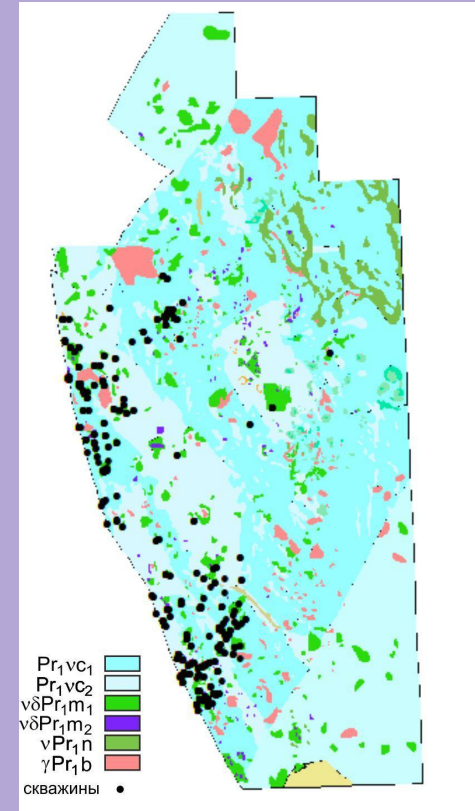 Pr₁νc₁
Pr₁νc₂
νδPr₁m₁
νδPr₁m₂
νPr₁n
γPr₁b
скважины